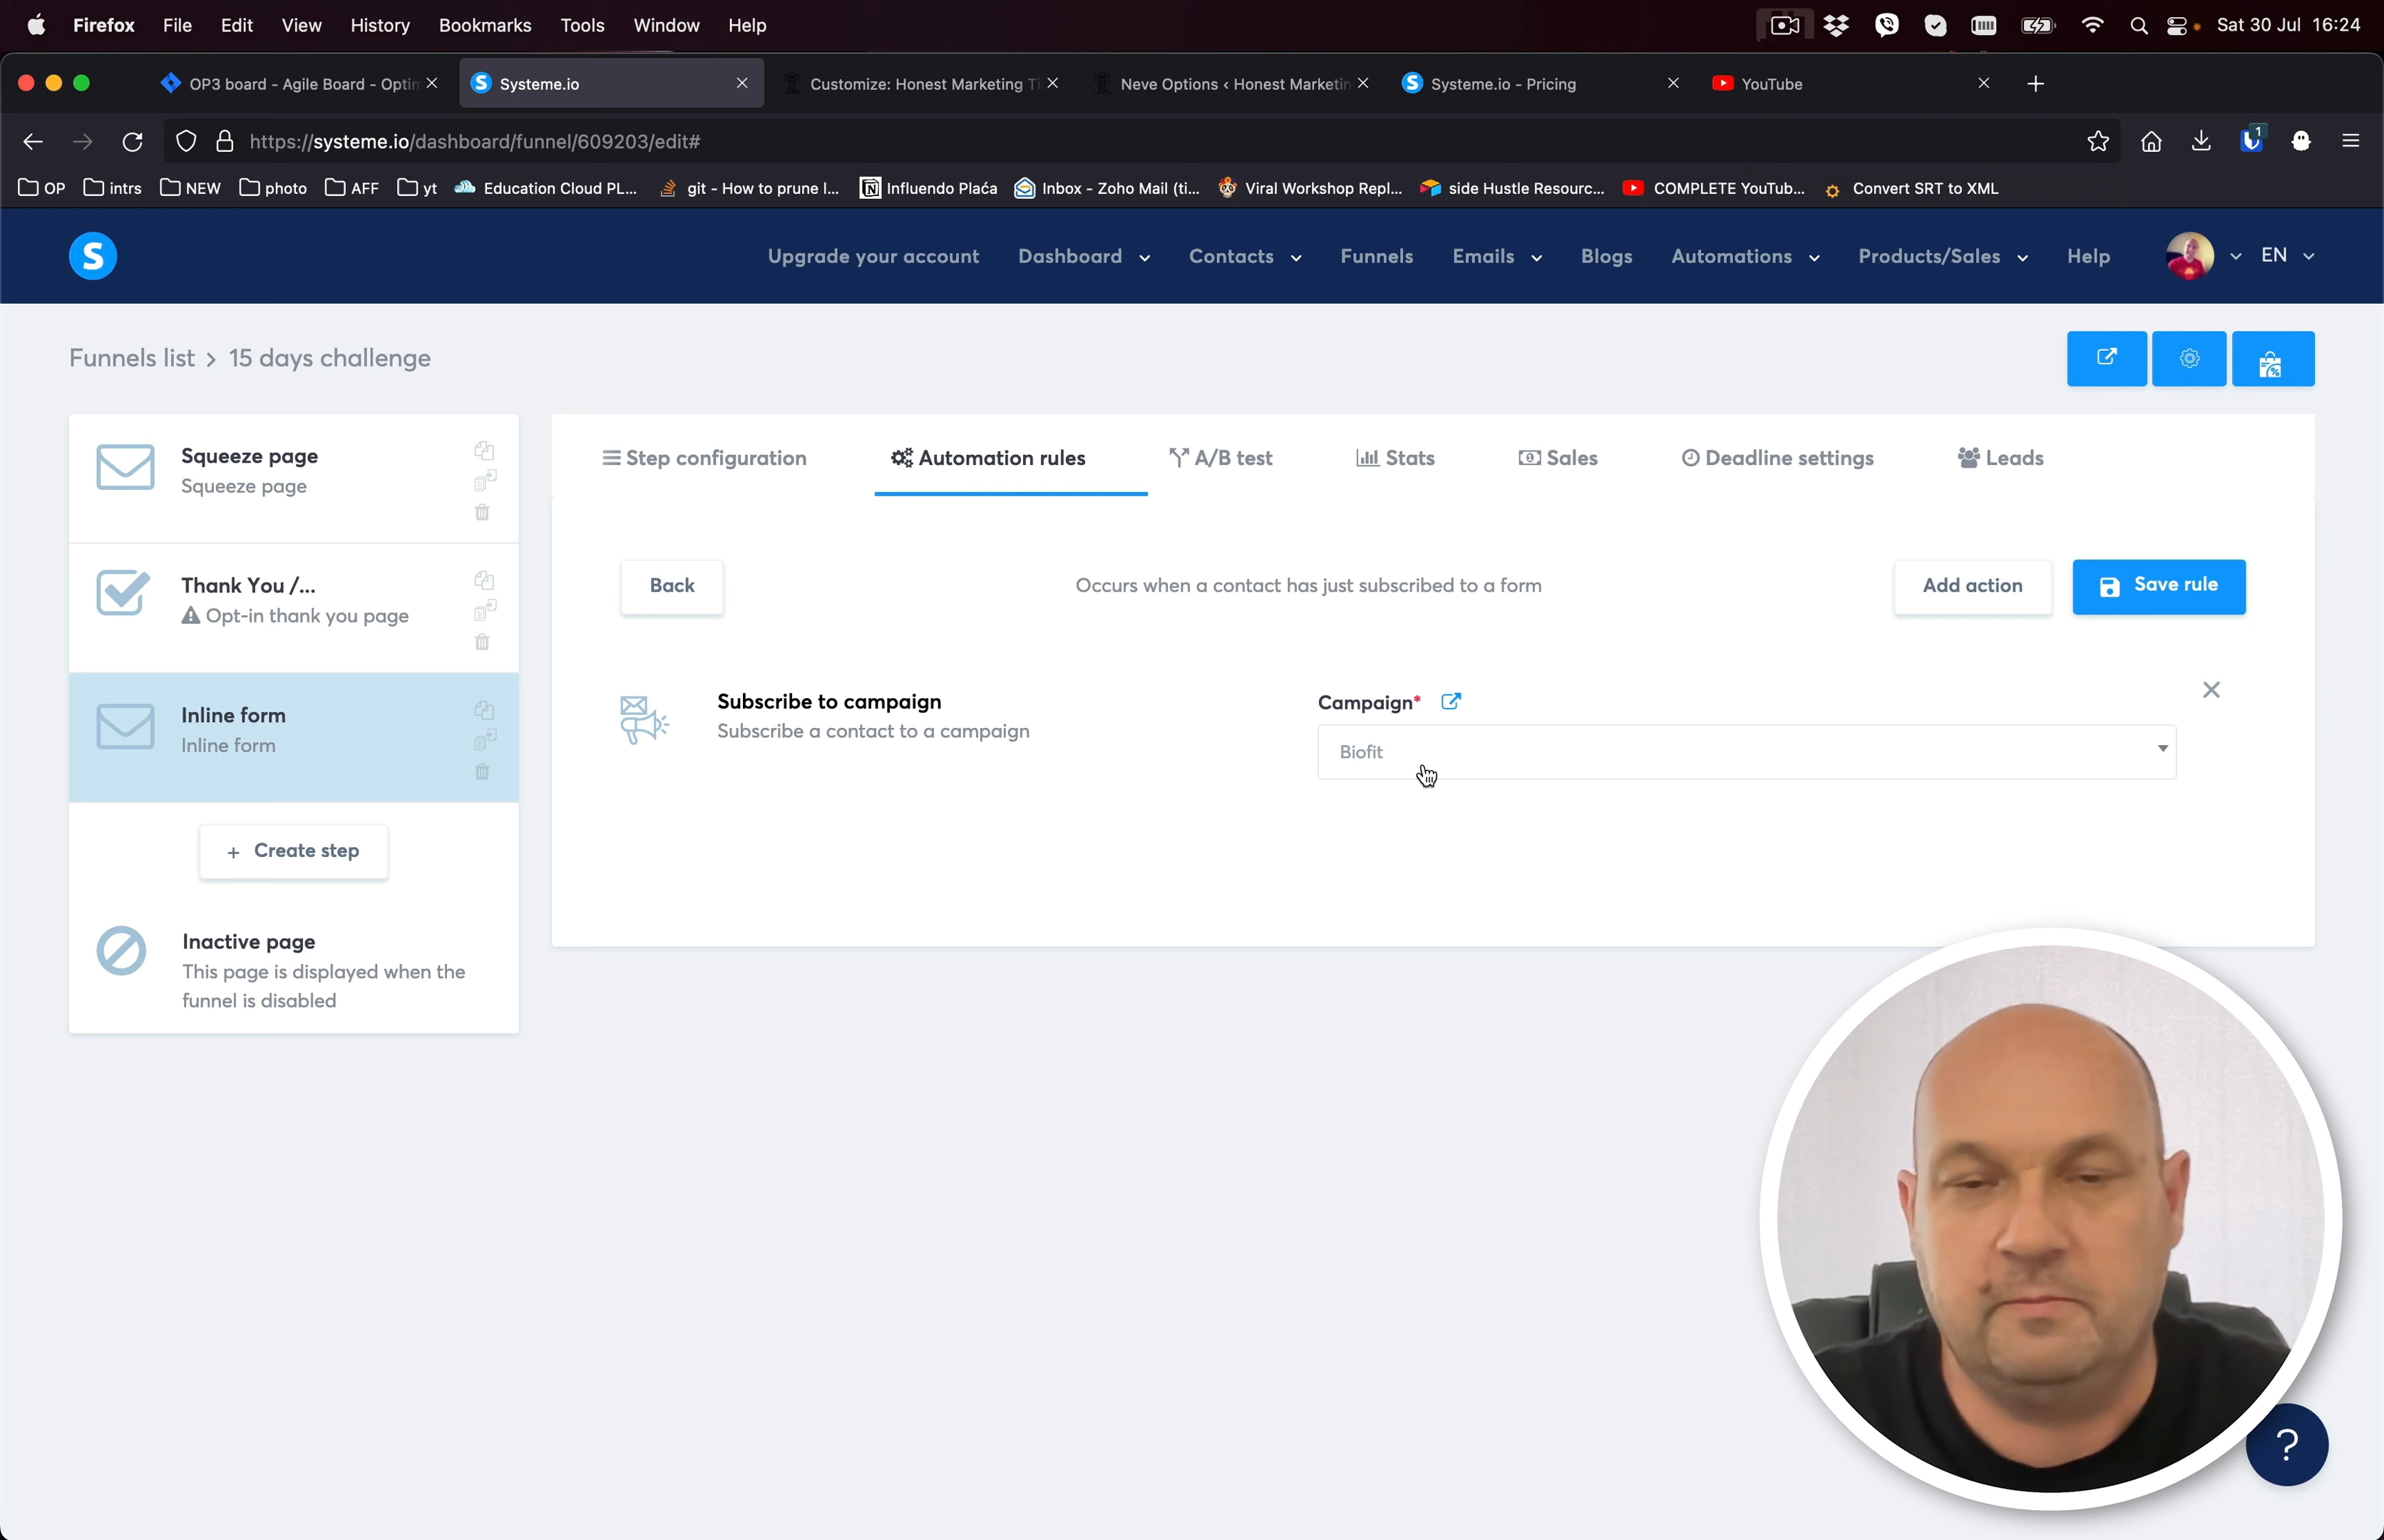 Firefox File Edit View History Bookmarks Tools Window Help
Sat 30 Jul 16:24
OP3 board - Agile Board - Optim
Systeme.io
Customize: Honest Marketing Ti
Neve Options ‹ Honest Marketin
Systeme.io - Pricing
YouTube
https://systeme.io/dashboard/funnel/609203/edit#
1
OP intrs NEW photo AFF yt Education Cloud PL... git - How to prune l... Influendo Plaća Inbox - Zoho Mail (ti... Viral Workshop Repl... side Hustle Resourc... COMPLETE YouTub... Convert SRT to XML
S
Upgrade your account Dashboard Contacts Funnels Emails Blogs Automations Products/Sales Help EN
Funnels list > 15 days challenge
Squeeze page
Squeeze page
Thank You /...
Opt-in thank you page
Inline form
Inline form
+ Create step
Inactive page
This page is displayed when the
funnel is disabled
Step configuration Automation rules A/B test Stats Sales Deadline settings Leads
Back
Occurs when a contact has just subscribed to a form
Add action
Save rule
Subscribe to campaign
Subscribe a contact to a campaign
Campaign*
Biofit
?